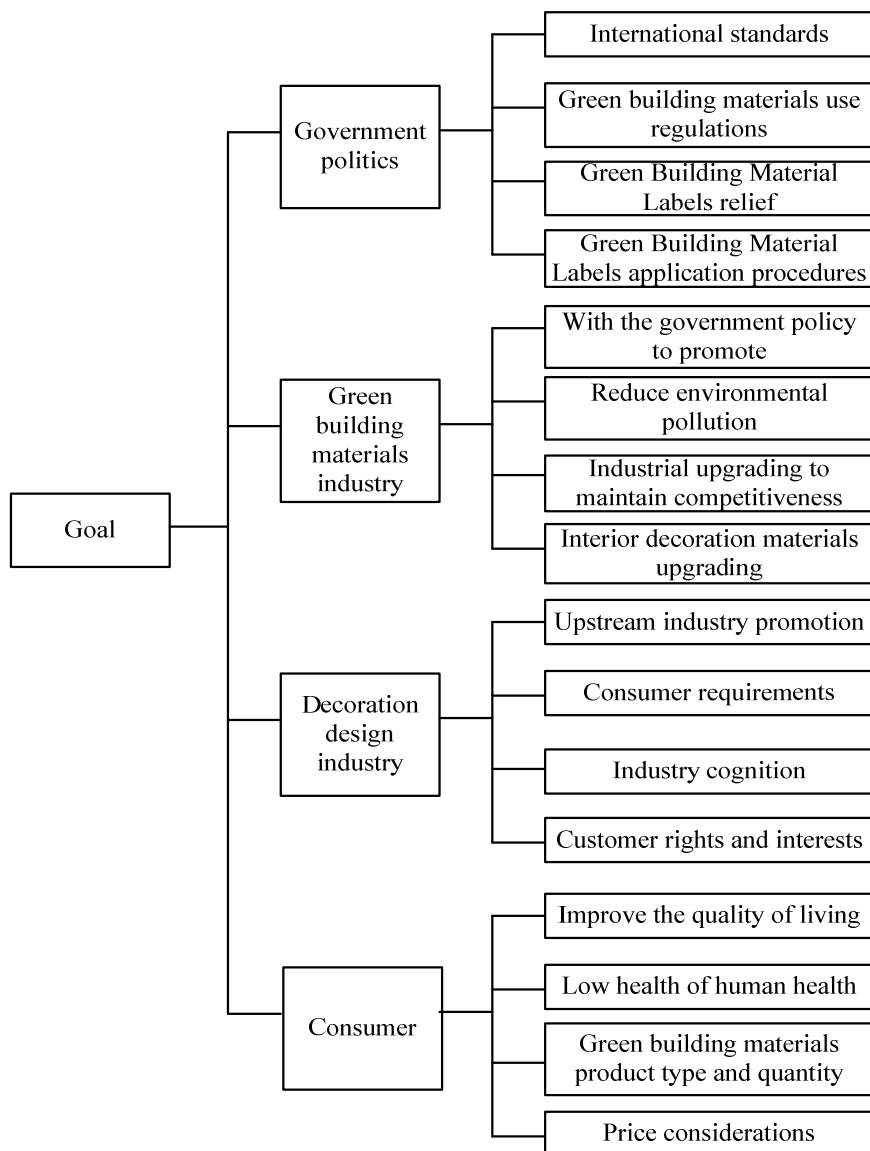 Goal
Government
politics
International standards
Green building materials use
regulations
Green Building Material
Labels relief
Green Building Material
Labels application procedures
Green
building
materials
industry
With the government policy
to promote
Reduce environmental
pollution
Industrial upgrading to
maintain competitiveness
Interior decoration materials
upgrading
Decoration
design
industry
Upstream industry promotion
Consumer requirements
Industry cognition
Customer rights and interests
Consumer
Improve the quality of living
Low health of human health
Green building materials
product type and quantity
Price considerations